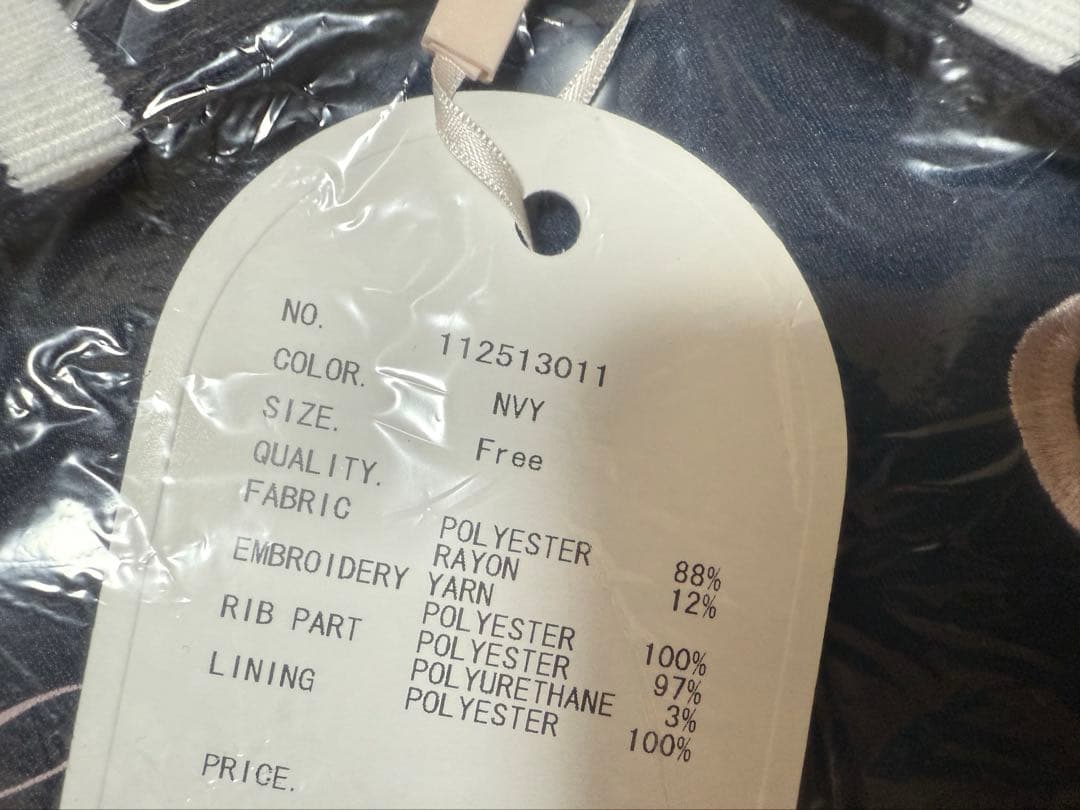 NO. 112513011
COLOR. NVY
SIZE. Free
QUALITY.
FABRIC POLYESTER 88%
RAYON 12%
EMBROIDERY YARN
POLYESTER 100%
RIB PART POLYESTER 97%
POLYURETHANE 3%
LINING POLYESTER 100%
PRICE.